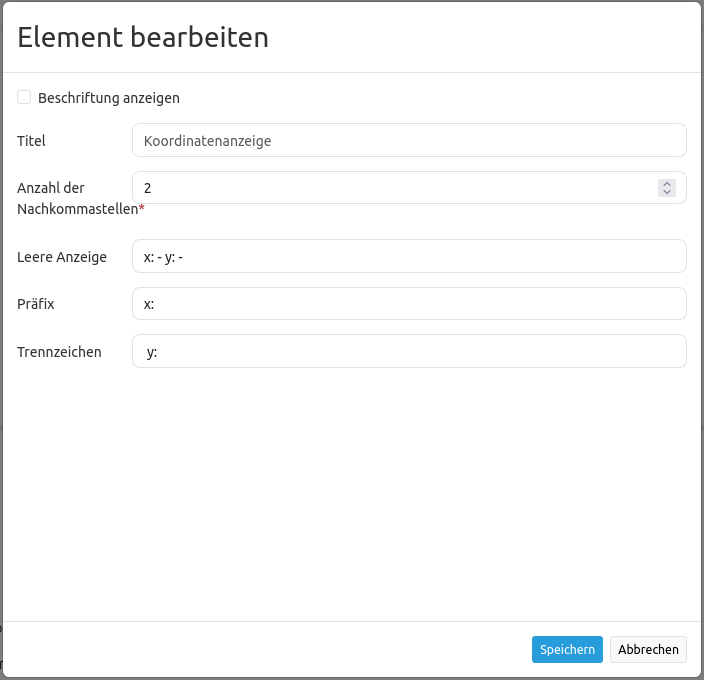 Element bearbeiten
Beschriftung anzeigen
Titel Koordinatenanzeige
Anzahl der
Nachkommastellen* 2
Leere Anzeige x: - y: -
Präfix x:
Trennzeichen y:
Speichern Abbrechen